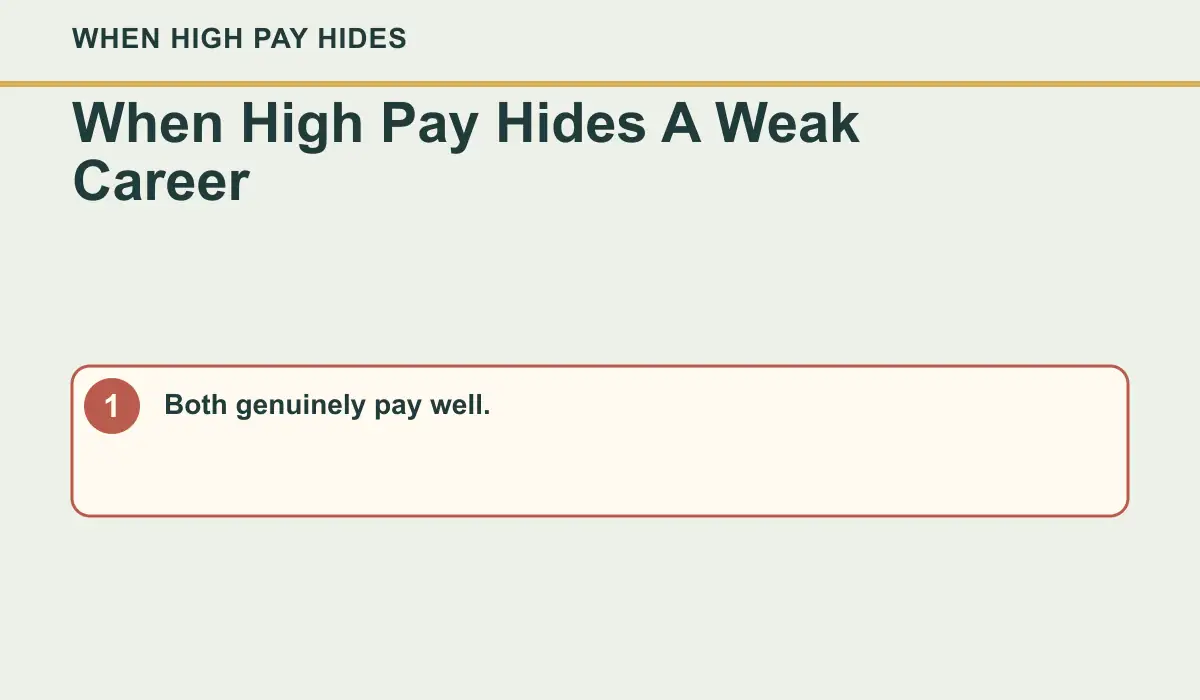 WHEN HIGH PAY HIDES
When High Pay Hides A Weak
Career
1
Both genuinely pay well.